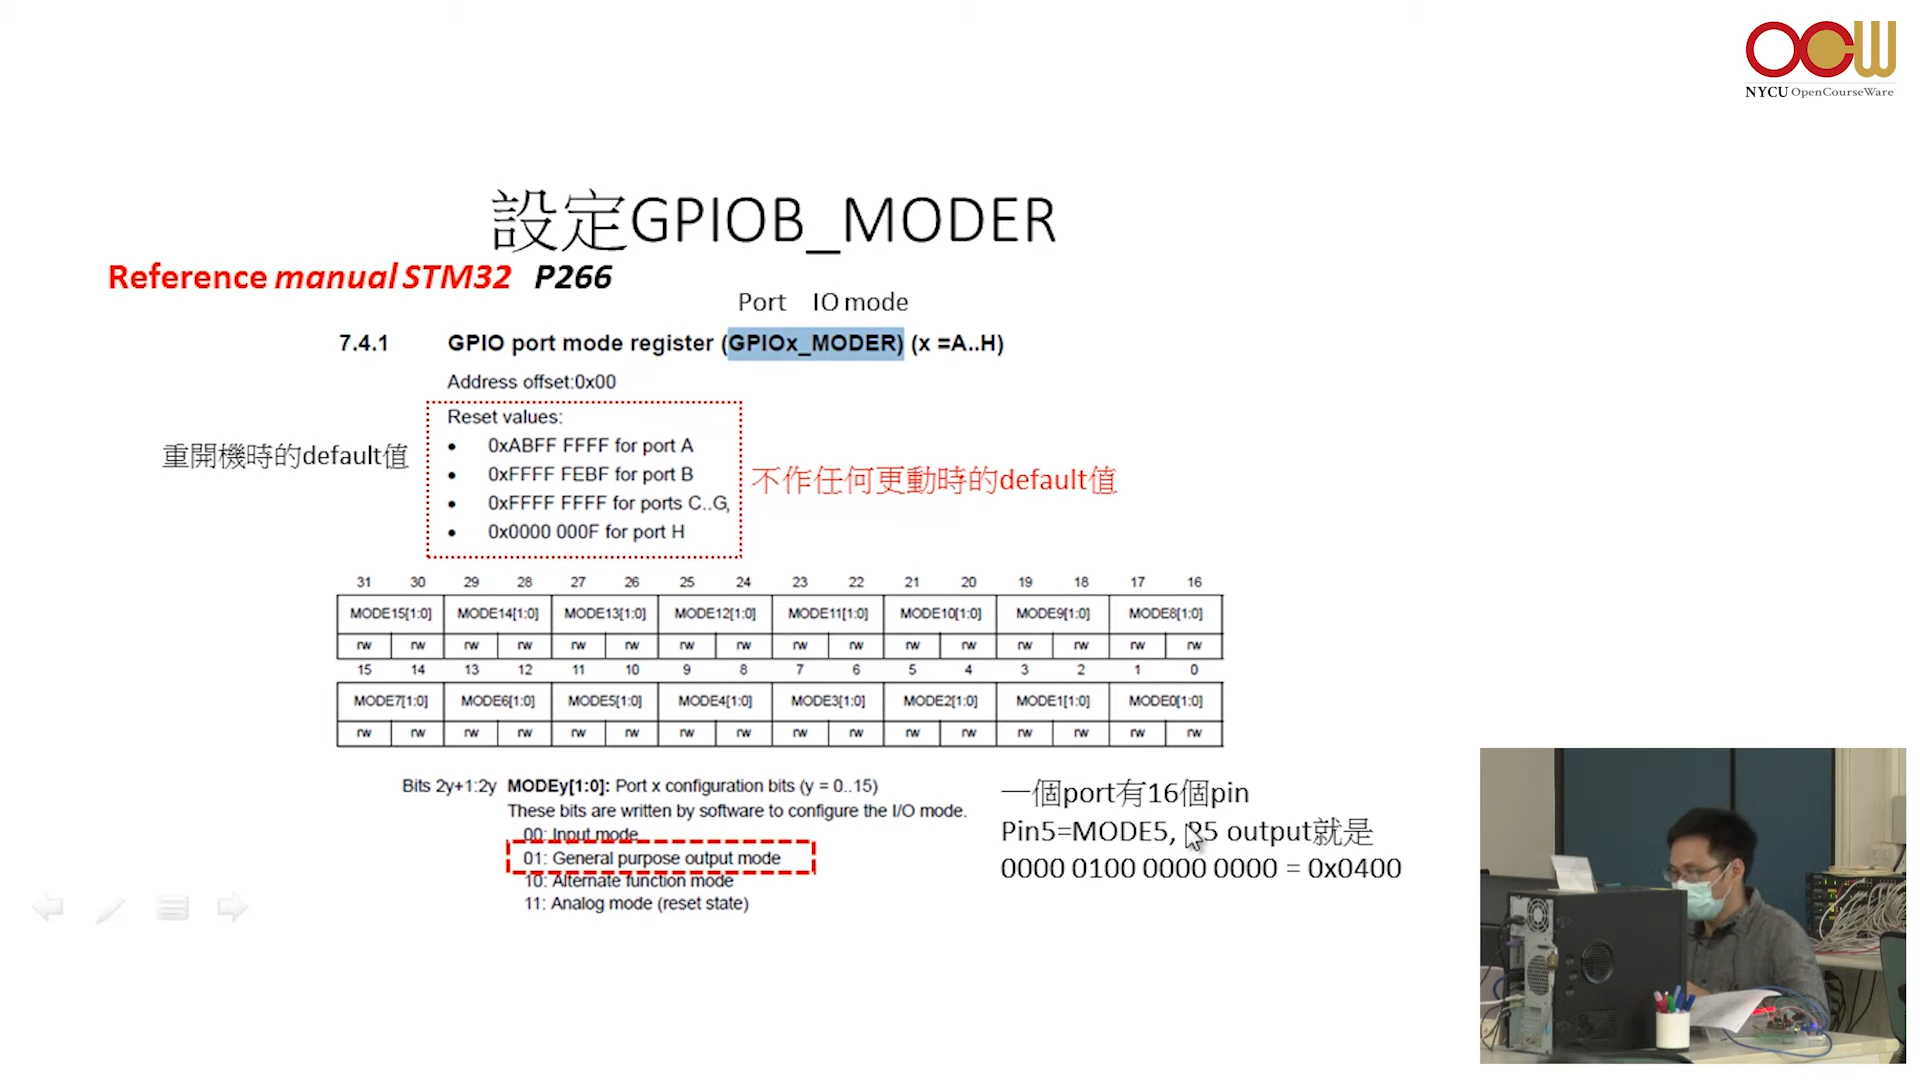 OCW
NYCU OpenCourseWare
設定GPIOB_MODER
Reference manual STM32 P266
Port IO mode
7.4.1 GPIO port mode register (GPIOx_MODER) (x =A..H)
Address offset:0x00
Reset values:
• 0xABFF FFFF for port A
• 0xFFFF FEBF for port B
• 0xFFFF FFFF for ports C..G,
• 0x0000 000F for port H
重開機時的default值
不作任何更動時的default值
31 30 29 28 27 26 25 24 23 22 21 20 19 18 17 16
MODE15[1:0] MODE14[1:0] MODE13[1:0] MODE12[1:0] MODE11[1:0] MODE10[1:0] MODE9[1:0] MODE8[1:0]
rw rw rw rw rw rw rw rw rw rw rw rw rw rw rw rw
15 14 13 12 11 10 9 8 7 6 5 4 3 2 1 0
MODE7[1:0] MODE6[1:0] MODE5[1:0] MODE4[1:0] MODE3[1:0] MODE2[1:0] MODE1[1:0] MODE0[1:0]
rw rw rw rw rw rw rw rw rw rw rw rw rw rw rw rw
Bits 2y+1:2y MODEy[1:0]: Port x configuration bits (y = 0..15)
These bits are written by software to configure the I/O mode.
00: Input mode
01: General purpose output mode
10: Alternate function mode
11: Analog mode (reset state)
一個port有16個pin
Pin5=MODE5, output就是
0000 0100 0000 0000 = 0x0400